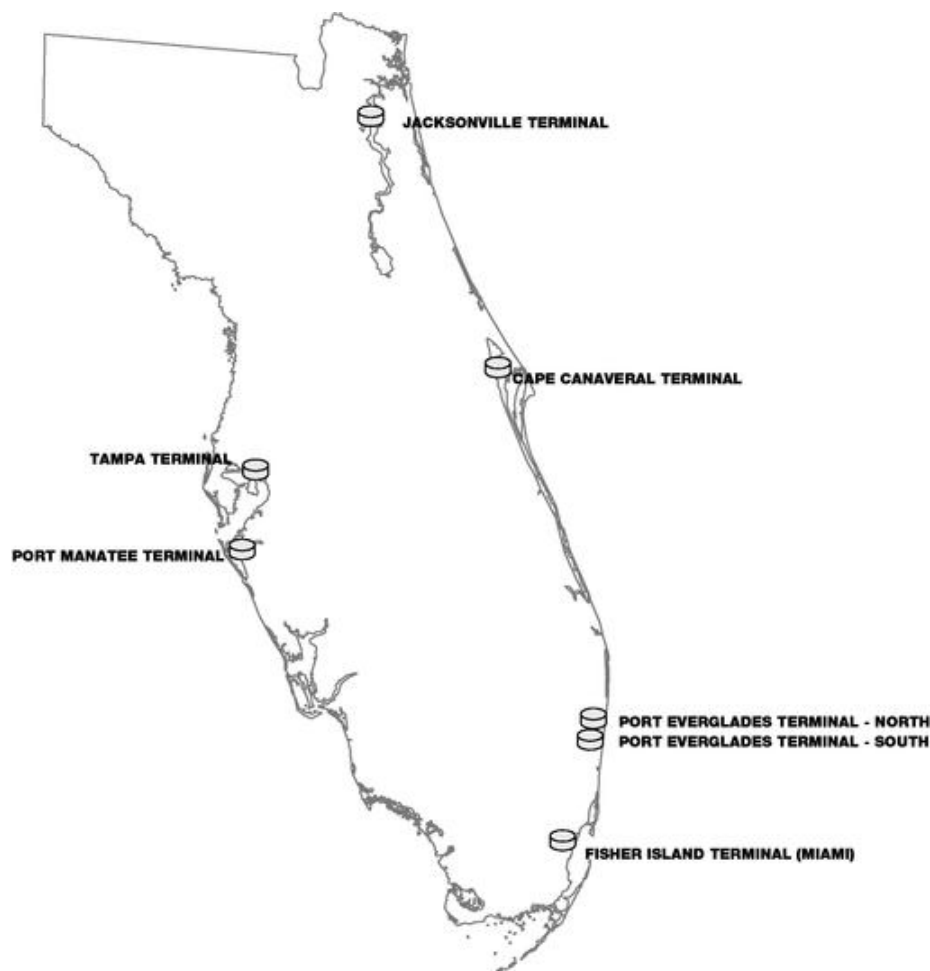 JACKSONVILLE TERMINAL
CAPE CANAVERAL TERMINAL
TAMPA TERMINAL
PORT MANATEE TERMINAL
PORT EVERGLADES TERMINAL - NORTH
PORT EVERGLADES TERMINAL - SOUTH
FISHER ISLAND TERMINAL (MIAMI)